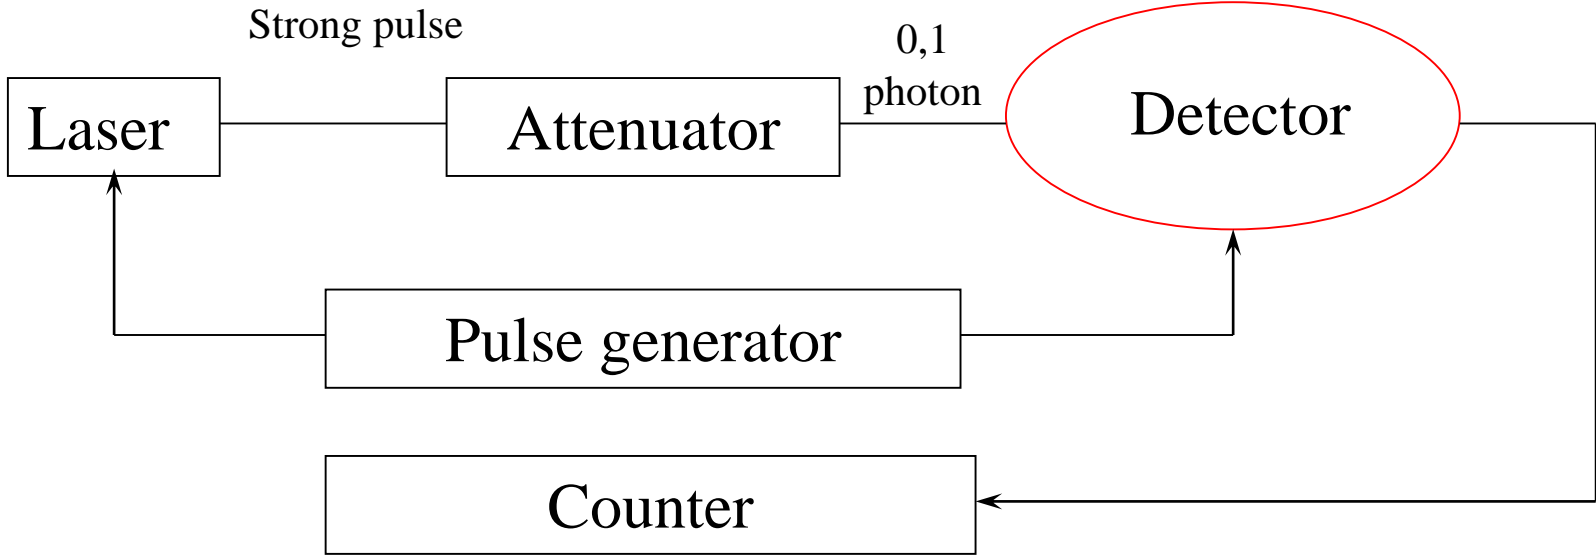 Strong pulse
0,1
photon
Laser
Attenuator
Detector
Pulse generator
Counter